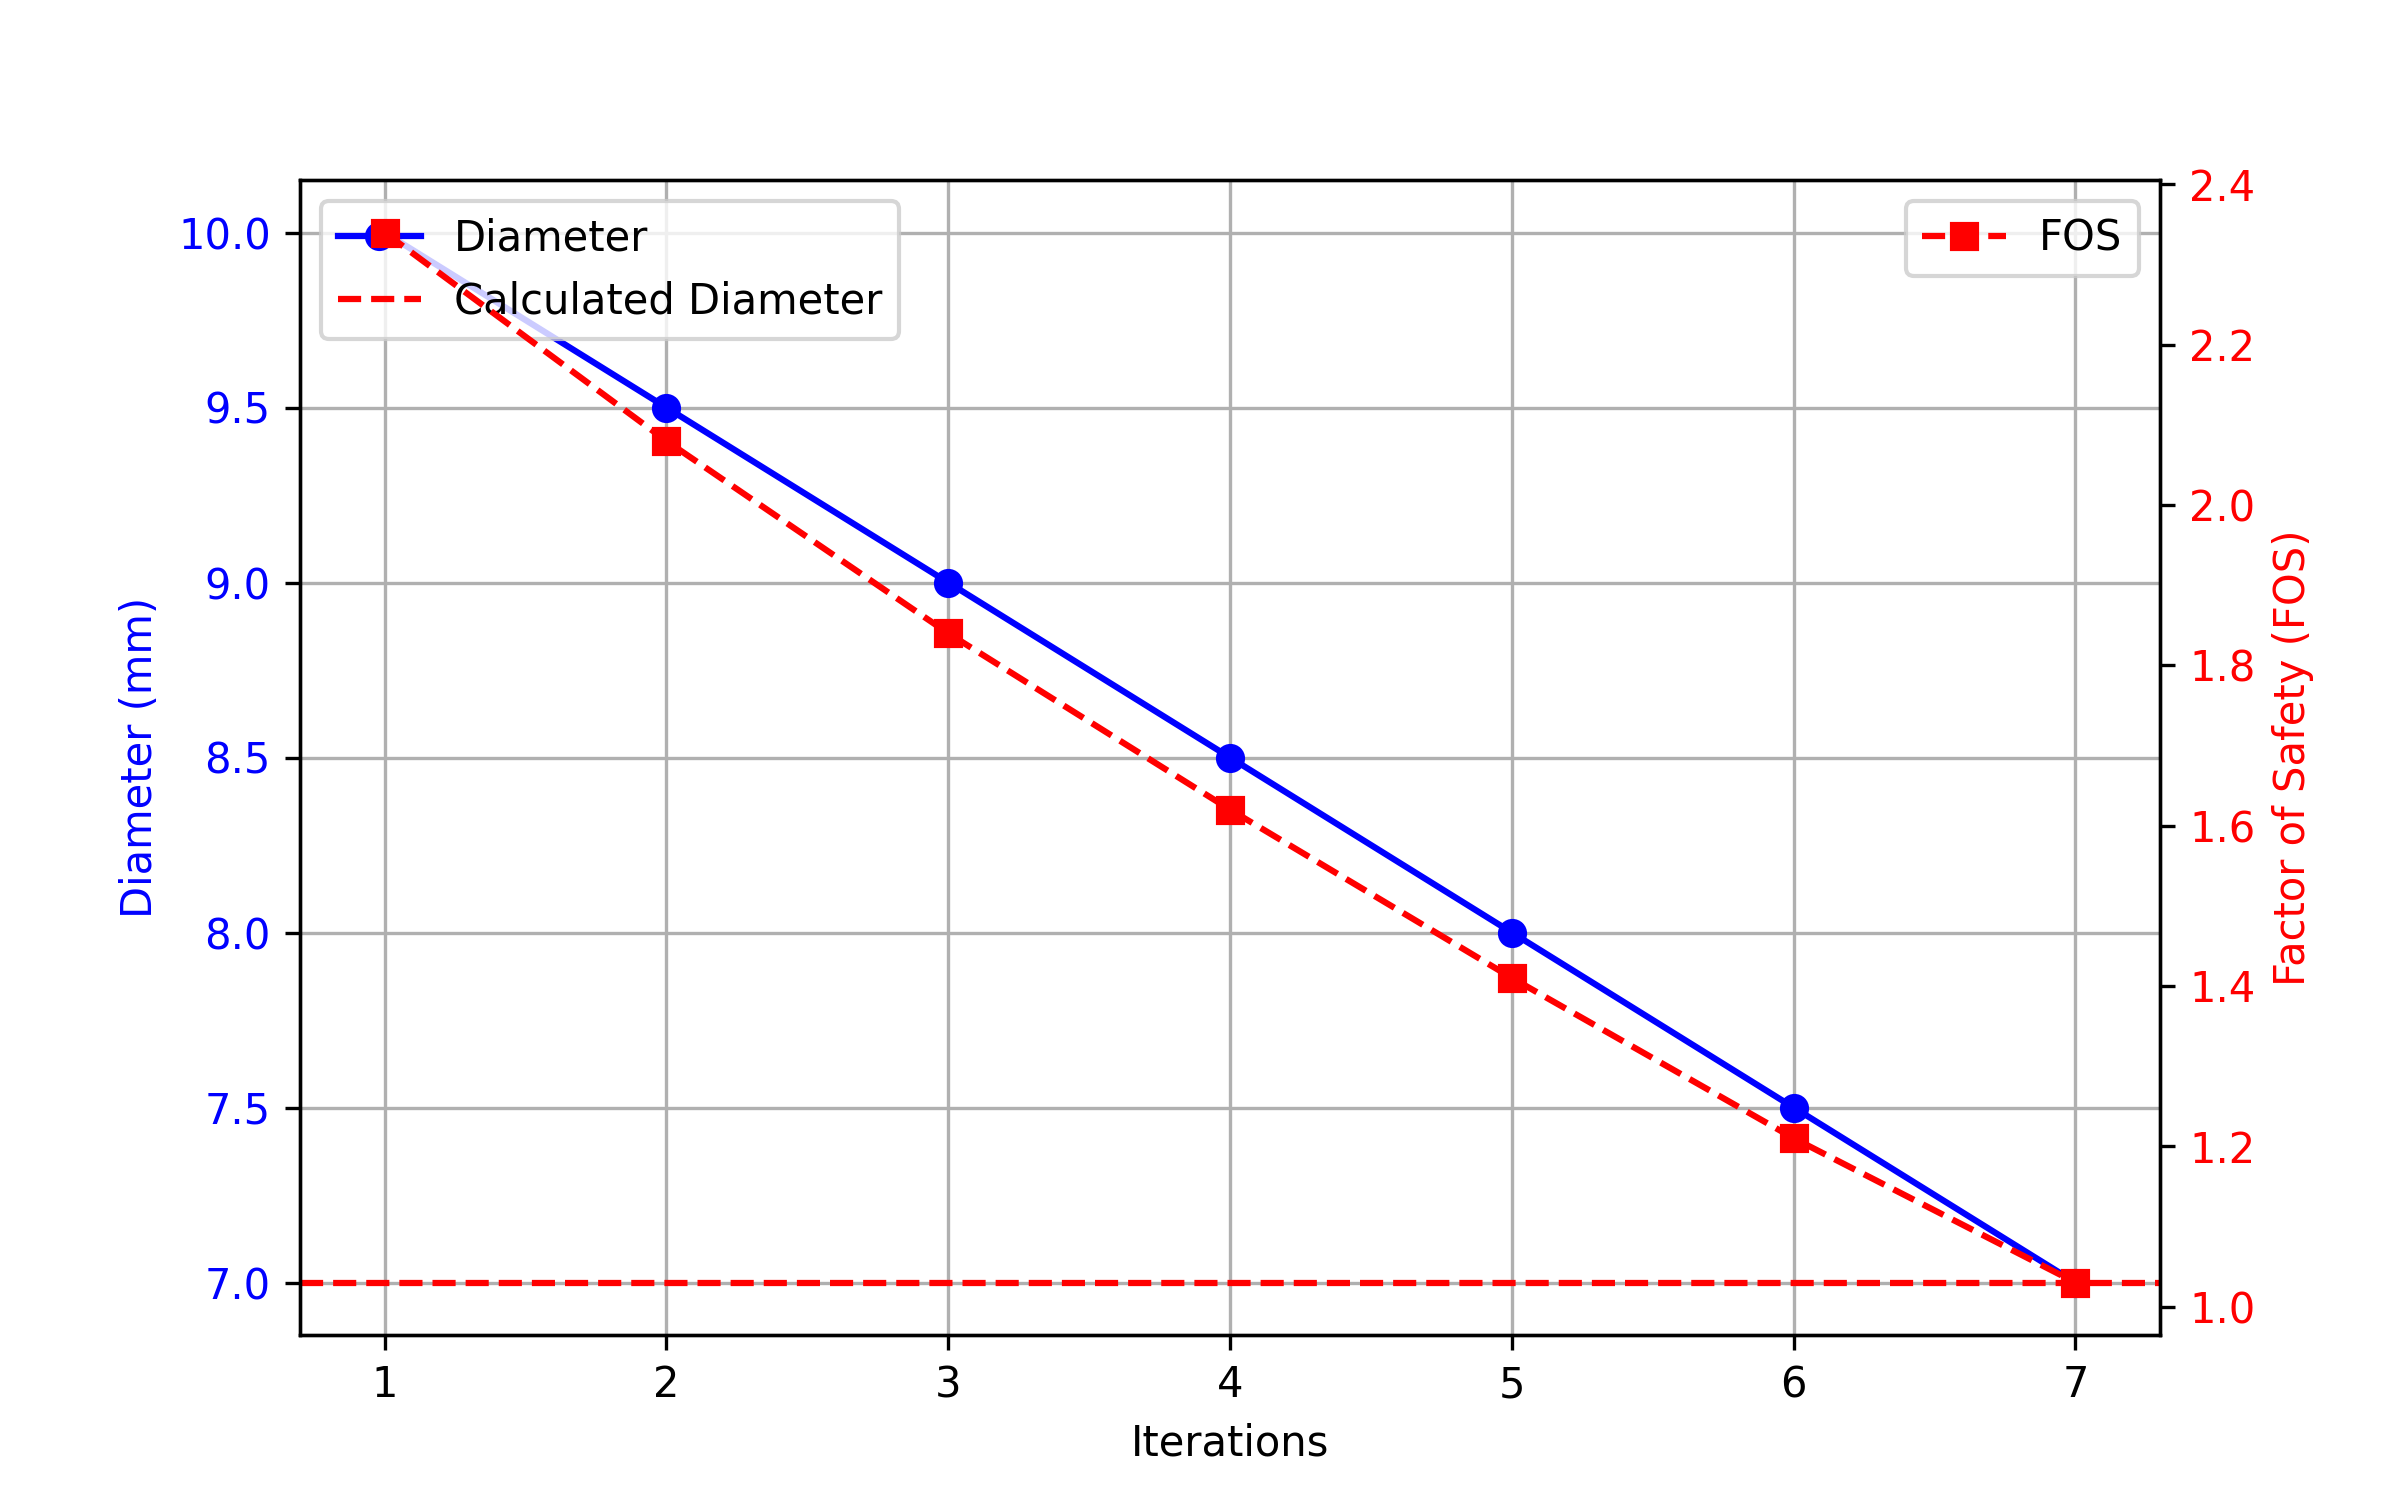 Diameter
Calculated Diameter
FOS
Diameter (mm)
10.0
9.5
9.0
8.5
8.0
7.5
7.0
2.4
2.2
2.0
1.8
1.6
1.4
1.2
1.0
Factor of Safety (FOS)
1 2 3 4 5 6 7
Iterations